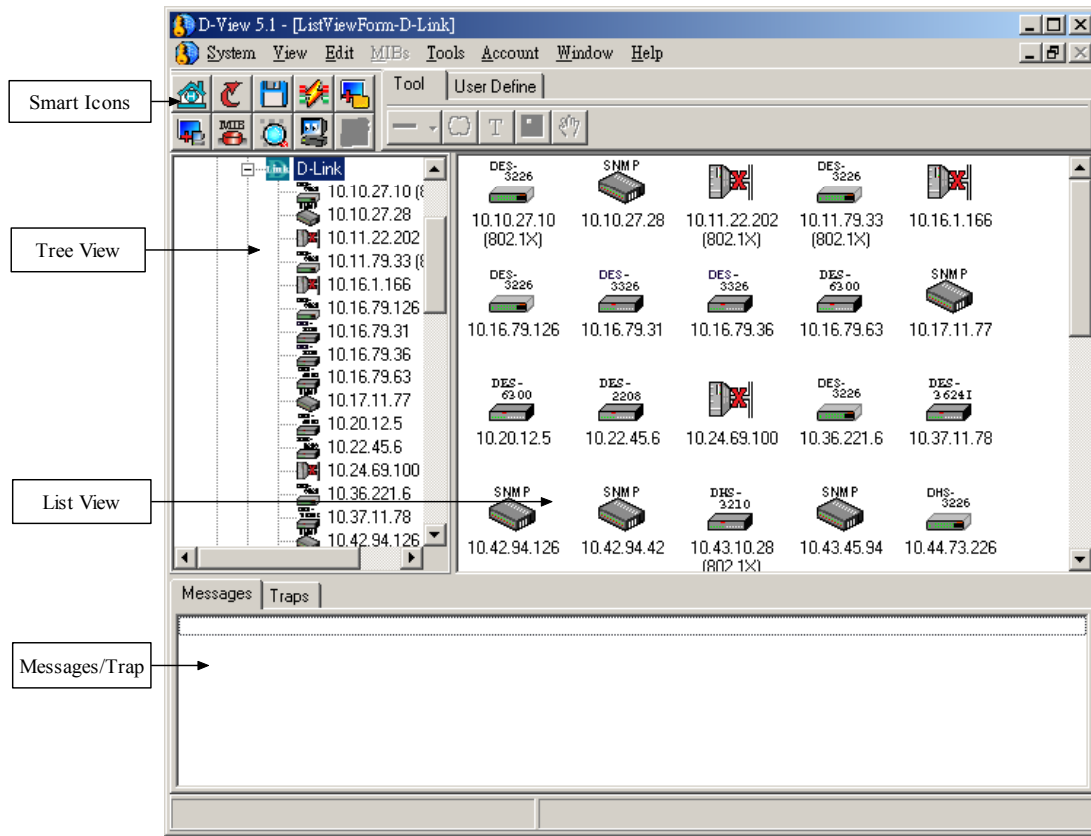 D-View 5.1 - [ListViewForm-D-Link]
System View Edit MIBs Tools Account Window Help
Smart Icons
Tool User Define
MIB
T
Tree View
D-Link
10.10.27.10 (8
10.10.27.28
10.11.22.202
10.11.79.33 (8
10.16.1.166
10.16.79.126
10.16.79.31
10.16.79.36
10.16.79.63
10.17.11.77
10.20.12.5
10.22.45.6
10.24.69.100
10.36.221.6
10.37.11.78
10.42.94.126
List View
DES-3226 SNMP DES-3226
10.10.27.10 10.10.27.28 10.11.22.202 10.11.79.33 10.16.1.166
(802.1X) (802.1X) (802.1X)
DES-3226 DES-3326 DES-3326 DES-6300 SNMP
10.16.79.126 10.16.79.31 10.16.79.36 10.16.79.63 10.17.11.77
DES-6300 DES-2208 DES-3226 DES-3624I
10.20.12.5 10.22.45.6 10.24.69.100 10.36.221.6 10.37.11.78
SNMP SNMP DHS-3210 SNMP DHS-3226
10.42.94.126 10.42.94.42 10.43.10.28 10.43.45.94 10.44.73.226
(802.1X)
Messages Traps
Messages/Trap